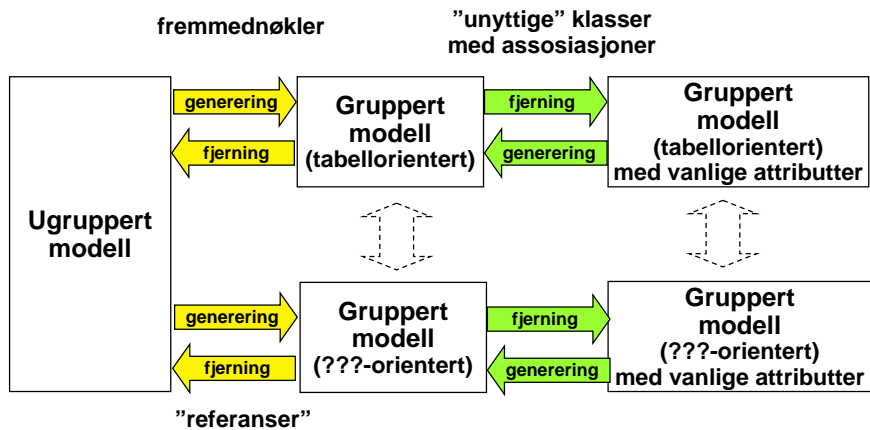 fremmednøkler
”unyttige” klasser
med assosiasjoner
Ugruppert
modell
generering
fjerning
Gruppert
modell
(tabellorientert)
fjerning
generering
Gruppert
modell
(tabellorientert)
med vanlige attributter
generering
fjerning
Gruppert
modell
(???-orientert)
fjerning
generering
Gruppert
modell
(???-orientert)
med vanlige attributter
”referanser”